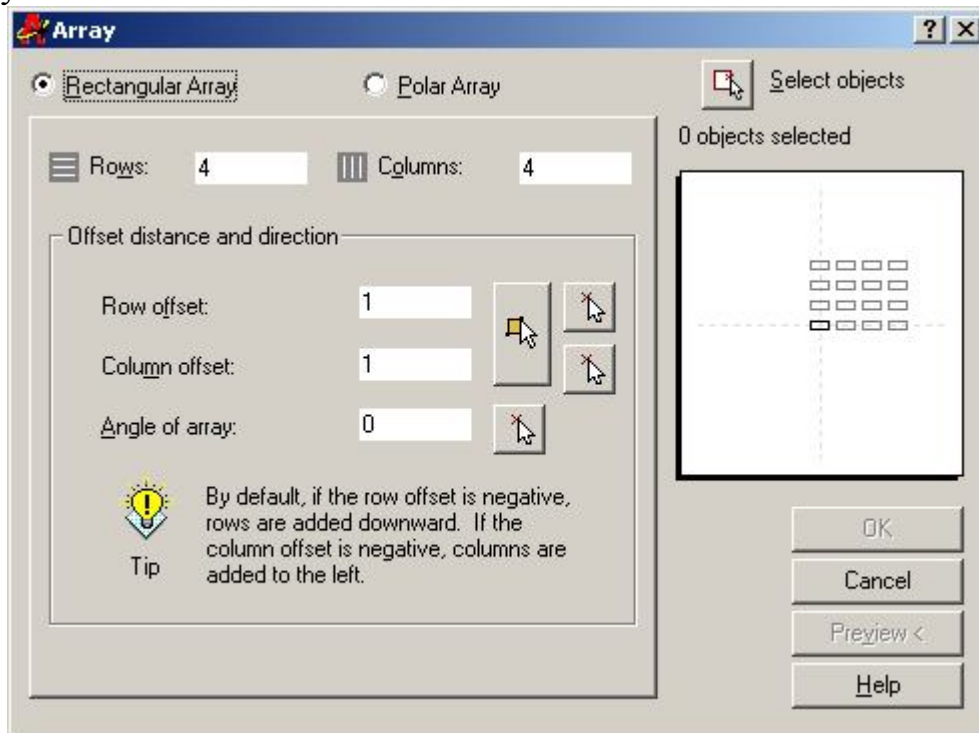 y
Array
Rectangular Array Polar Array Select objects
0 objects selected
Rows: 4 Columns: 4
Offset distance and direction
Row offset: 1
Column offset: 1
Angle of array: 0
By default, if the row offset is negative,
rows are added downward. If the
column offset is negative, columns are
added to the left.
Tip
OK
Cancel
Preview <
Help